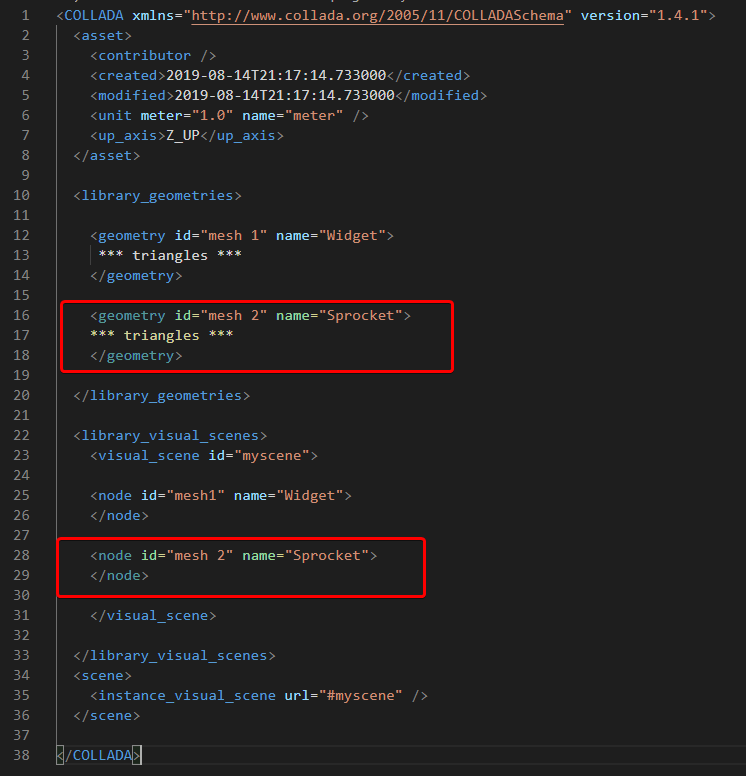 1 <COLLADA xmlns="http://www.collada.org/2005/11/COLLADASchema" version="1.4.1">
2 <asset>
3 <contributor />
4 <created>2019-08-14T21:17:14.733000</created>
5 <modified>2019-08-14T21:17:14.733000</modified>
6 <unit meter="1.0" name="meter" />
7 <up_axis>Z_UP</up_axis>
8 </asset>
9
10 <library_geometries>
11
12 <geometry id="mesh 1" name="Widget">
13 *** triangles ***
14 </geometry>
15
16 <geometry id="mesh 2" name="Sprocket">
17 *** triangles ***
18 </geometry>
19
20 </library_geometries>
21
22 <library_visual_scenes>
23 <visual_scene id="myscene">
24
25 <node id="mesh1" name="Widget">
26 </node>
27
28 <node id="mesh 2" name="Sprocket">
29 </node>
30
31 </visual_scene>
32
33 </library_visual_scenes>
34 <scene>
35 <instance_visual_scene url="#myscene" />
36 </scene>
37
38 </COLLADA>